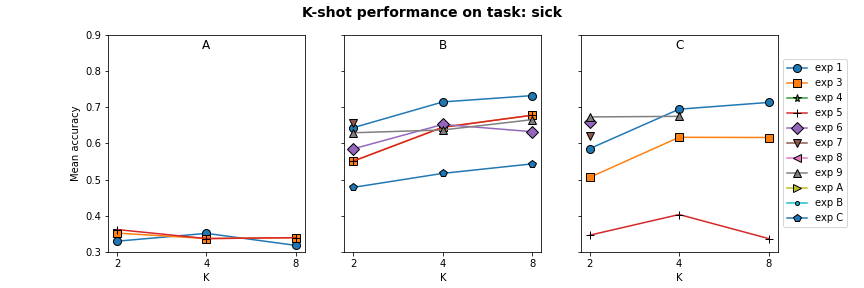 K-shot performance on task: sick
A
B
C
Mean accuracy
0.9
0.8
0.7
0.6
0.5
0.4
0.3
2
4
8
K
2
4
8
K
2
4
8
K
exp 1
exp 3
exp 4
exp 5
exp 6
exp 7
exp 8
exp 9
exp A
exp B
exp C